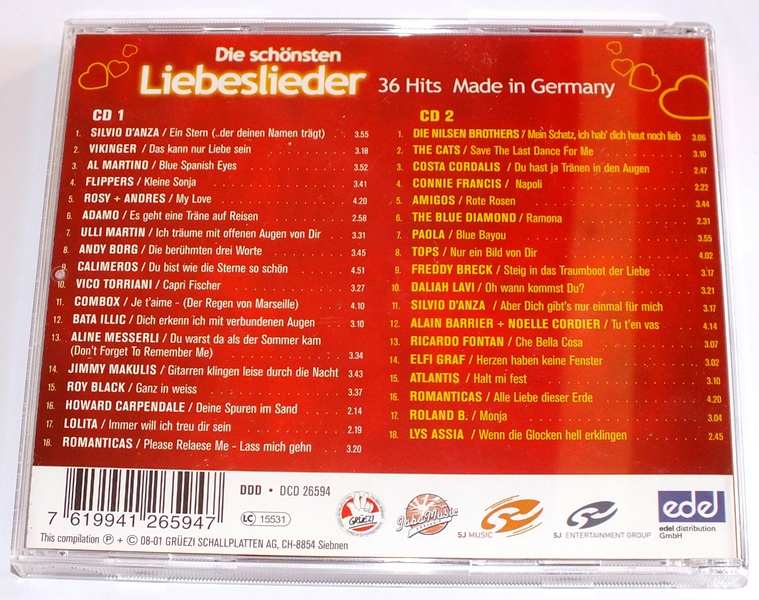 Die schönsten
Liebeslieder 36 Hits Made in Germany
CD 1
1. SILVIO D'ANZA / Ein Stern (..der deinen Namen trägt) 3.55
2. VIKINGER / Das kann nur Liebe sein 3.18
3. AL MARTINO / Blue Spanish Eyes 3.52
4. FLIPPERS / Kleine Sonja 3.41
5. ROSY + ANDRES / My Love 4.20
6. ADAMO / Es geht eine Träne auf Reisen 2.58
7. ULLI MARTIN / Ich träume mit offenen Augen von Dir 3.31
8. ANDY BORG / Die berühmten drei Worte 3.45
9. CALIMEROS / Du bist wie die Sterne so schön 4.51
10. VICO TORRIANI / Capri Fischer 3.27
11. COMBOX / Je t'aime - (Der Regen von Marseille) 4.10
12. BATA ILLIC / Dich erkenn ich mit verbundenen Augen 3.10
13. ALINE MESSERLI / Du warst da als der Sommer kam
(Don't Forget To Remember Me) 3.34
14. JIMMY MAKULIS / Gitarren klingen leise durch die Nacht 3.43
15. ROY BLACK / Ganz in weiss 3.37
16. HOWARD CARPENDALE / Deine Spuren im Sand 2.14
17. LOLITA / Immer will ich treu dir sein 2.19
18. ROMANTICAS / Please Relaese Me - Lass mich gehn 3.20
CD 2
1. DIE NILSEN BROTHERS / Mein Schatz, ich hab' dich heut noch lieb 3.06
2. THE CATS / Save The Last Dance For Me 3.10
3. COSTA CORDALIS / Du hast ja Tränen in den Augen 2.47
4. CONNIE FRANCIS / Napoli 2.22
5. AMIGOS / Rote Rosen 3.44
6. THE BLUE DIAMOND / Ramona 2.31
7. PAOLA / Blue Bayou 3.55
8. TOPS / Nur ein Bild von Dir 4.02
9. FREDDY BRECK / Steig in das Traumboot der Liebe 3.17
10. DALIAH LAVI / Oh wann kommst Du? 3.21
11. SILVIO D'ANZA / Aber Dich gibt's nur einmal für mich 3.17
12. ALAIN BARRIER + NOELLE CORDIER / Tu t'en vas 4.14
13. RICARDO FONTAN / Che Bella Cosa 3.07
14. ELFI GRAF / Herzen haben keine Fenster 3.02
15. ATLANTIS / Halt mi fest 3.10
16. ROMANTICAS / Alle Liebe dieser Erde 4.20
17. ROLAND B. / Monja 3.04
18. LYS ASSIA / Wenn die Glocken hell erklingen 2.45
7 619941 265947
DDD • DCD 26594
LC 15531
GRÜEZI
SJ MUSIC
SJ ENTERTAINMENT GROUP
edel
edel distribution
GmbH
This compilation ℗ + © 08-01 GRÜEZI SCHALLPLATTEN AG, CH-8854 Siebnen